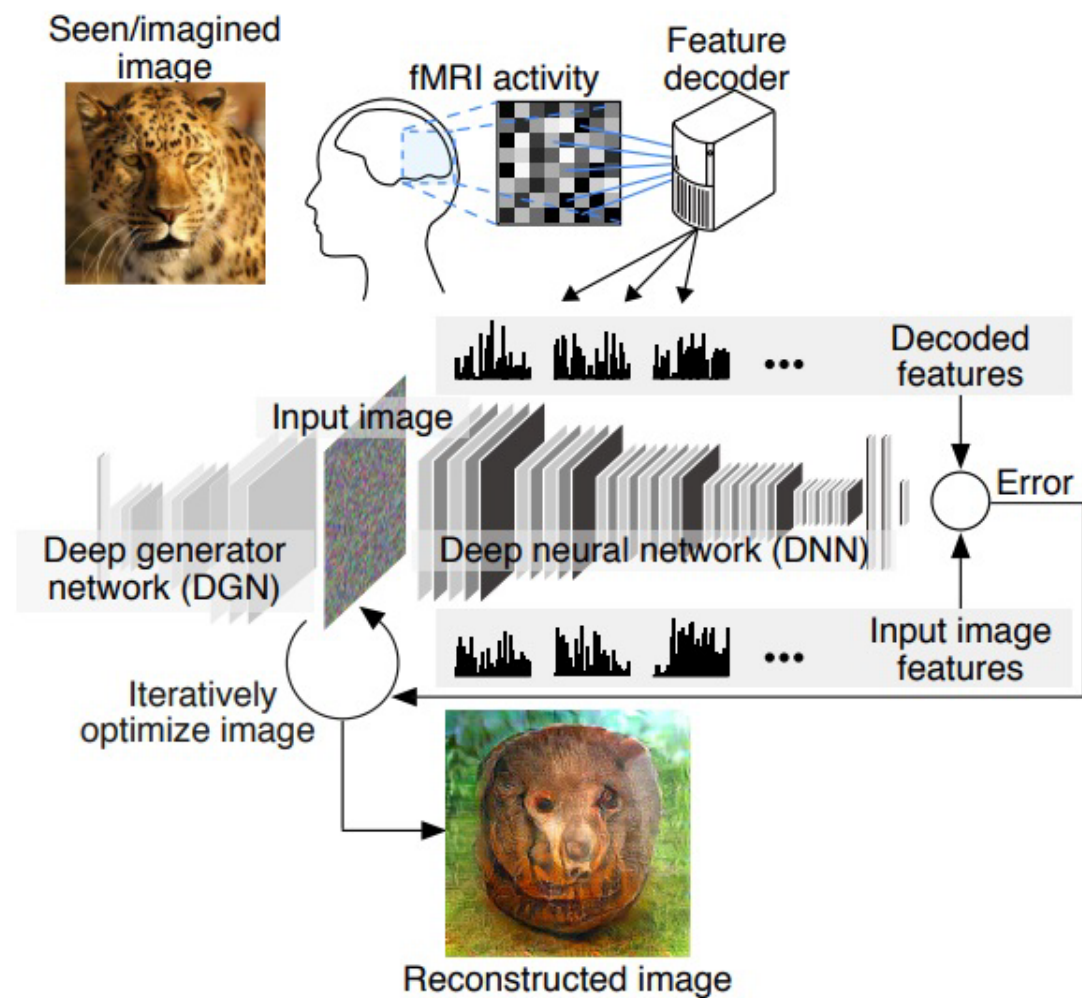 Seen/imagined
image
fMRI activity
Feature
decoder
Decoded
features
Input image
Error
Deep generator
network (DGN)
Deep neural network (DNN)
Input image
features
Iteratively
optimize image
Reconstructed image